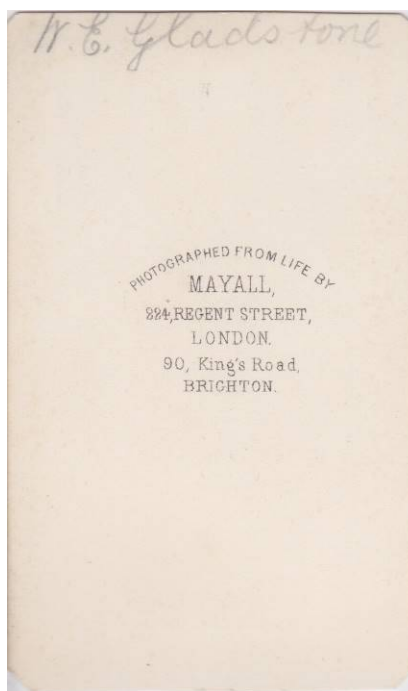 W. E. Gladstone
PHOTOGRAPHED FROM LIFE BY
MAYALL,
224, REGENT STREET,
LONDON.
90, King's Road,
BRIGHTON.